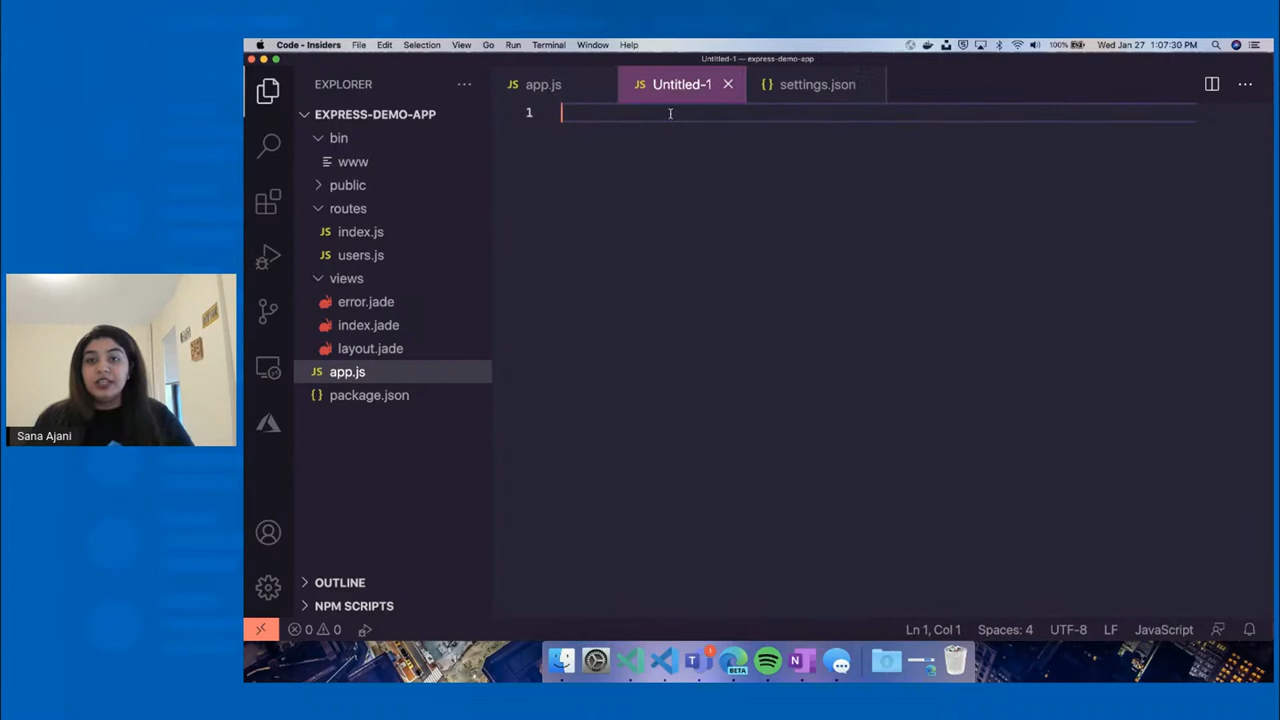 Code - Insiders File Edit Selection View Go Run Terminal Window Help 100% Wed Jan 27 1:07:30 PM
Untitled-1 — express-demo-app
EXPLORER
JS app.js
JS Untitled-1
{} settings.json
EXPRESS-DEMO-APP
1
bin
www
public
routes
JS index.js
JS users.js
views
error.jade
index.jade
layout.jade
JS app.js
{} package.json
Sana Ajani
OUTLINE
NPM SCRIPTS
0 0
Ln 1, Col 1 Spaces: 4 UTF-8 LF JavaScript
1
BETA
N